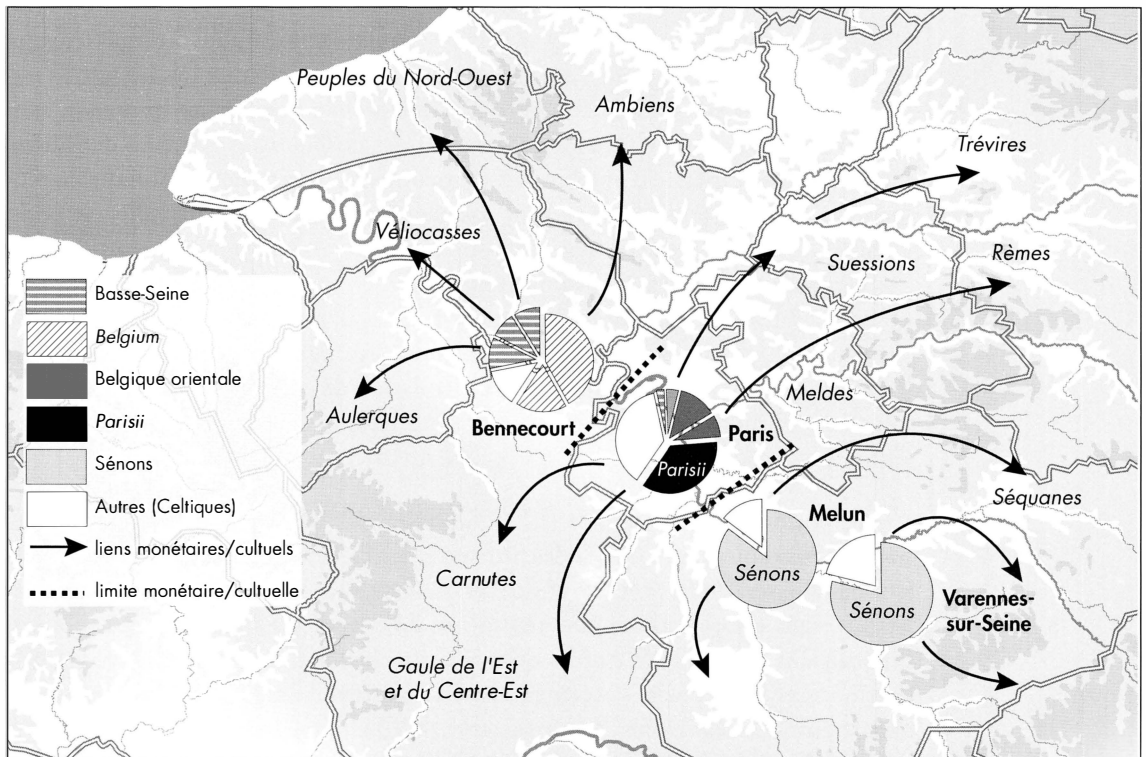 Peuples du Nord-Ouest
Ambiens
Trévires
Véliocasses
Suessions
Rèmes
Basse-Seine
Belgium
Belgique orientale
Parisii
Sénons
Autres (Celtiques)
liens monétaires/cultuels
limite monétaire/cultuelle
Aulerques
Bennecourt
Meldes
Paris
Parisii
Melun
Séquanes
Sénons
Carnutes
Sénons
Varennes-
sur-Seine
Gaule de l'Est
et du Centre-Est